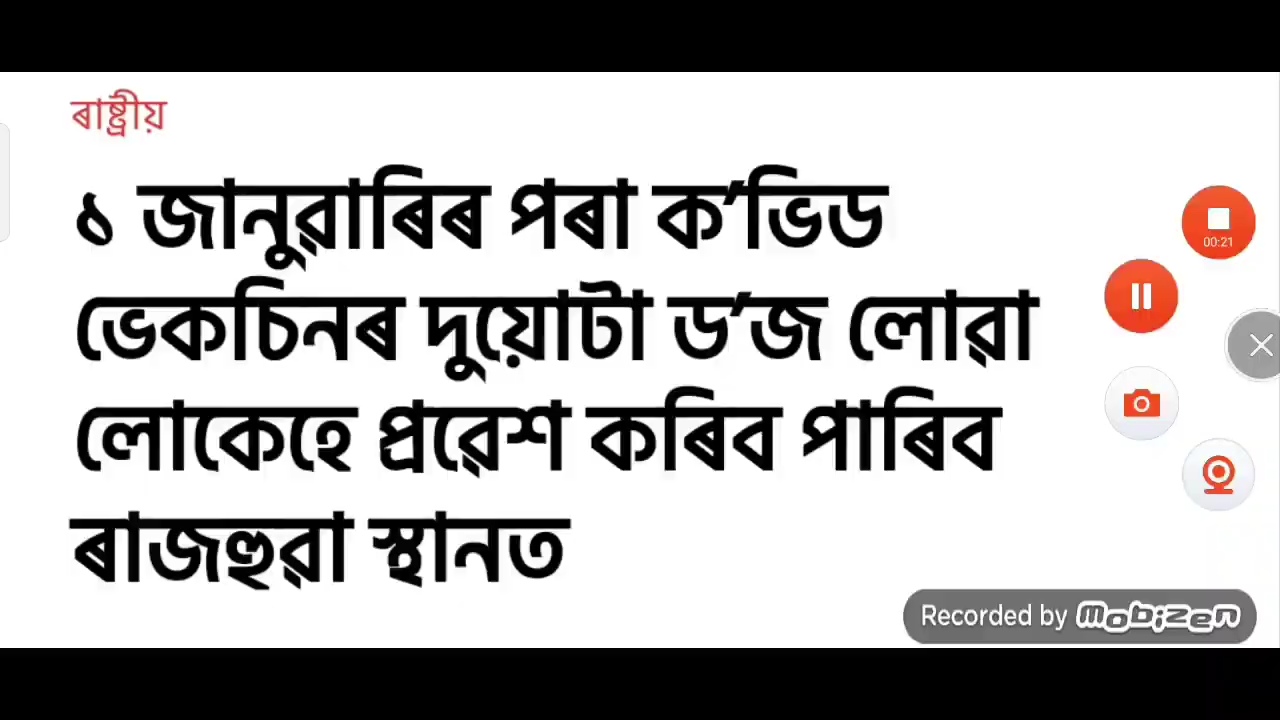 ৰাষ্ট্ৰীয়
১ জানুৱাৰিৰ পৰা ক’ভিড
ভেকচিনৰ দুয়োটা ড’জ লোৱা
লোকেহে প্ৰৱেশ কৰিব পাৰিব
ৰাজহুৱা স্থানত
00:21
Recorded by Mobizen